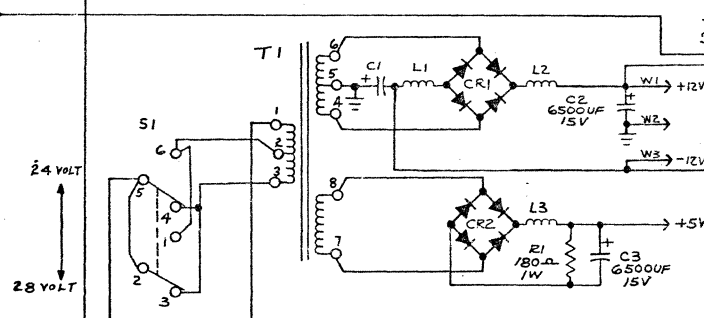 T1
6
5
4
C1
+
L1
CR1
L2
W1
+12V
C2
6500UF
15V
+
W2
W3
-12V
S1
6
5
4
1
2
3
24 VOLT
28 VOLT
1
2
3
8
7
CR2
L3
+5V
R1
180Ω
1W
+
C3
6500UF
15V